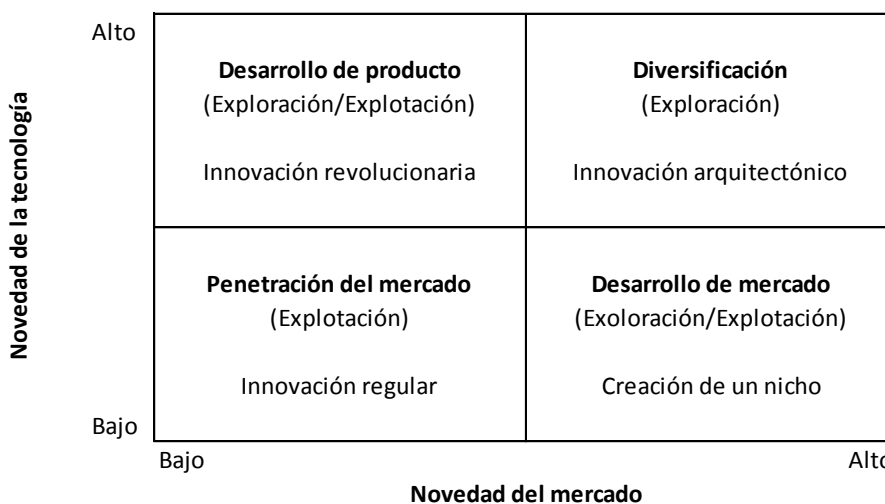 Alto
Novedad de la tecnología
Desarrollo de producto
(Exploración/Explotación)
Innovación revolucionaria
Diversificación
(Exploración)
Innovación arquitectónico
Penetración del mercado
(Explotación)
Innovación regular
Desarrollo de mercado
(Exoloración/Explotación)
Creación de un nicho
Bajo
Bajo
Alto
Novedad del mercado